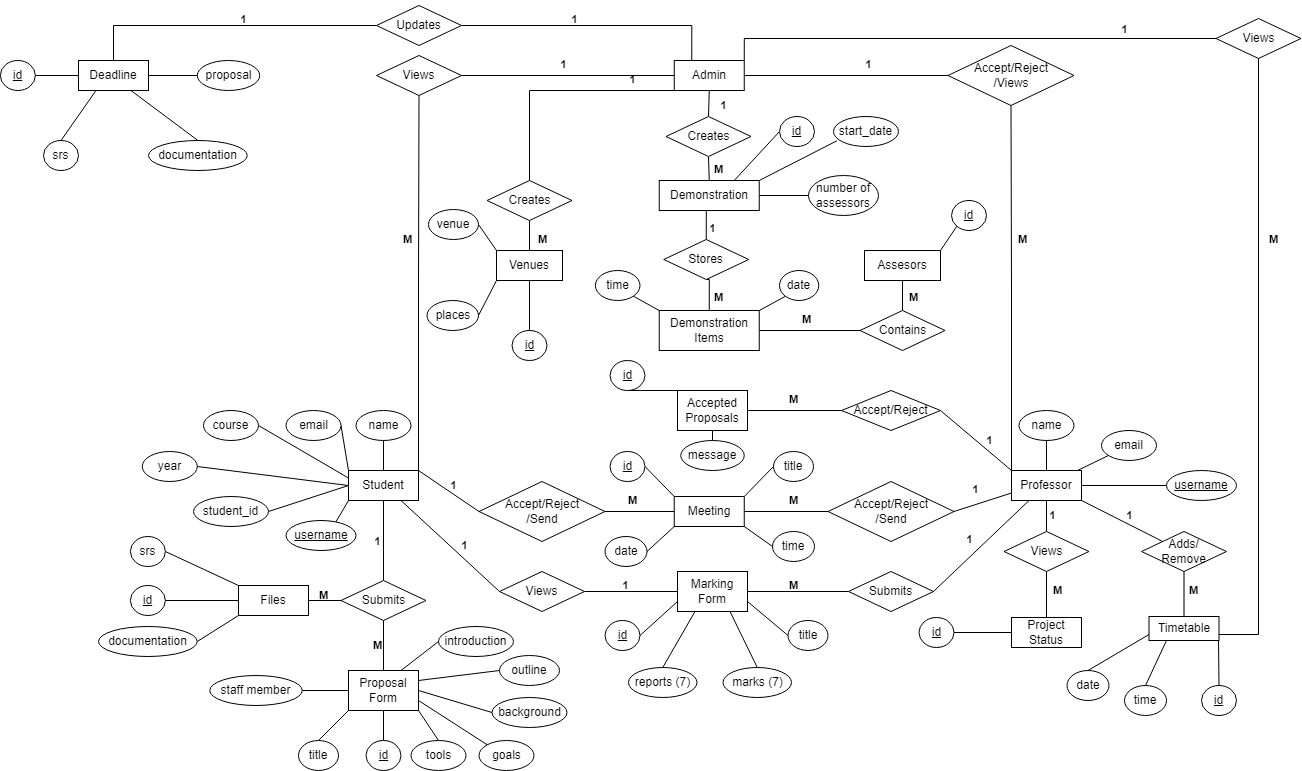 1
Updates
1
1
Views
id
Deadline
proposal
Views
1
1
Admin
1
Accept/Reject
/Views
srs
documentation
1
Creates
M
id
start_date
Demonstration
number of
assessors
Creates
M
venue
Venues
places
id
1
Stores
M
time
date
Demonstration
Items
M
id
Assesors
M
Contains
M
M
M
id
Accepted
Proposals
message
M
Accept/Reject
1
course
email
name
year
student_id
username
Student
1
Accept/Reject
/Send
M
id
title
Meeting
date
time
M
Accept/Reject
/Send
1
name
email
username
Professor
1
1
Views
M
Project
Status
id
1
Adds/
Remove
M
Timetable
date
time
id
1
Views
1
Marking
Form
M
Submits
id
title
reports (7)
marks (7)
1
srs
id
documentation
Files
M
Submits
M
introduction
outline
background
goals
tools
id
title
staff member
Proposal
Form